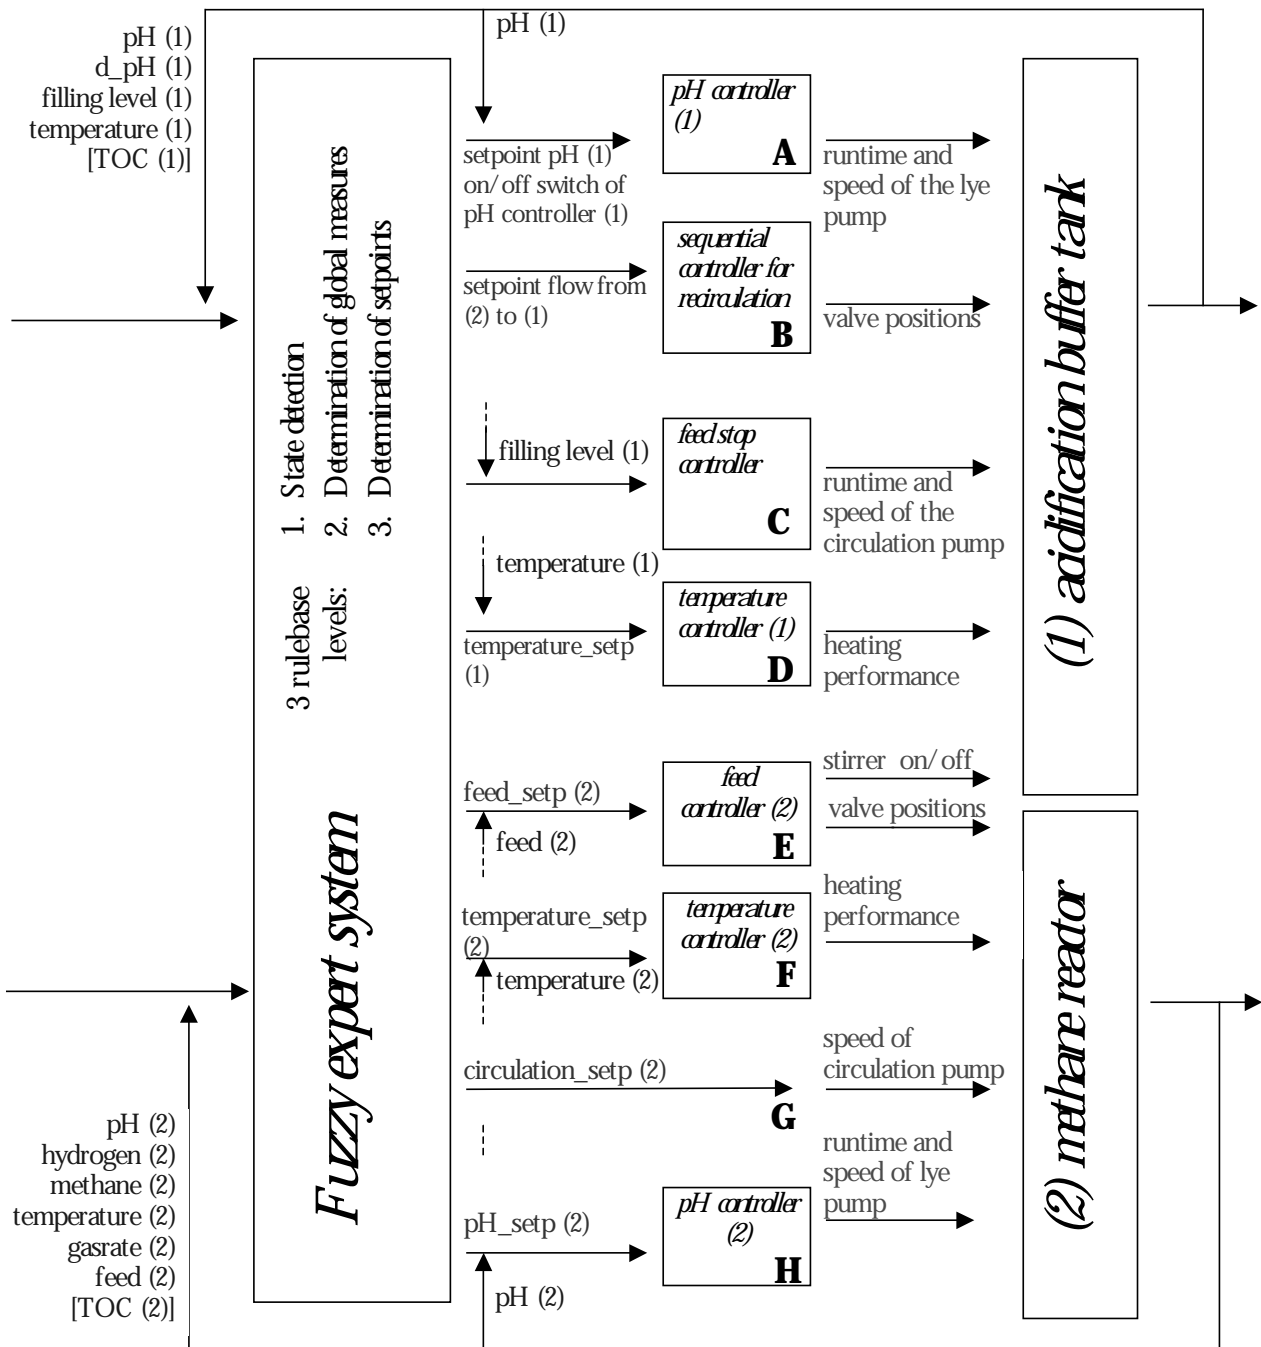 pH (1)
d_pH (1)
filling level (1)
temperature (1)
[TOC (1)]
pH (2)
hydrogen (2)
methane (2)
temperature (2)
gasrate (2)
feed (2)
[TOC (2)]
Fuzzy expert system
3 rulebase
levels:
1. State detection
2. Determination of global measures
3. Determination of setpoints
pH (1)
setpoint pH (1)
on/off switch of
pH controller (1)
pH controller
(1)
A
runtime and
speed of the lye
pump
setpoint flow from
(2) to (1)
sequential
controller for
recirculation
B
valve positions
filling level (1)
feed stop
controller
C
runtime and
speed of the
circulation pump
temperature (1)
temperature_setp
(1)
temperature
controller (1)
D
heating
performance
feed_setp (2)
feed (2)
feed
controller (2)
E
stirrer on/off
valve positions
temperature_setp
(2)
temperature (2)
temperature
controller (2)
F
heating
performance
circulation_setp (2)
G
speed of
circulation pump
pH_setp (2)
pH (2)
pH controller
(2)
H
runtime and
speed of lye
pump
(1) acidification buffer tank
(2) methane reactor